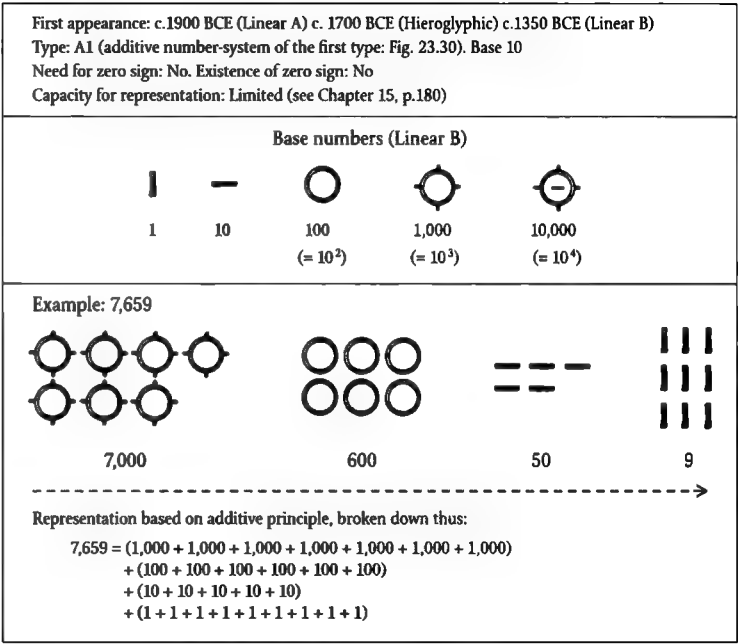 First appearance: c.1900 BCE (Linear A) c. 1700 BCE (Hieroglyphic) c.1350 BCE (Linear B)
Type: A1 (additive number-system of the first type: Fig. 23.30). Base 10
Need for zero sign: No. Existence of zero sign: No
Capacity for representation: Limited (see Chapter 15, p.180)
Base numbers (Linear B)
1 10 100 1,000 10,000
(= 10²) (= 10³) (= 10⁴)
Example: 7,659
7,000 600 50 9
Representation based on additive principle, broken down thus:
7,659 = (1,000 + 1,000 + 1,000 + 1,000 + 1,000 + 1,000 + 1,000)
+ (100 + 100 + 100 + 100 + 100 + 100)
+ (10 + 10 + 10 + 10 + 10)
+ (1 + 1 + 1 + 1 + 1 + 1 + 1 + 1 + 1)